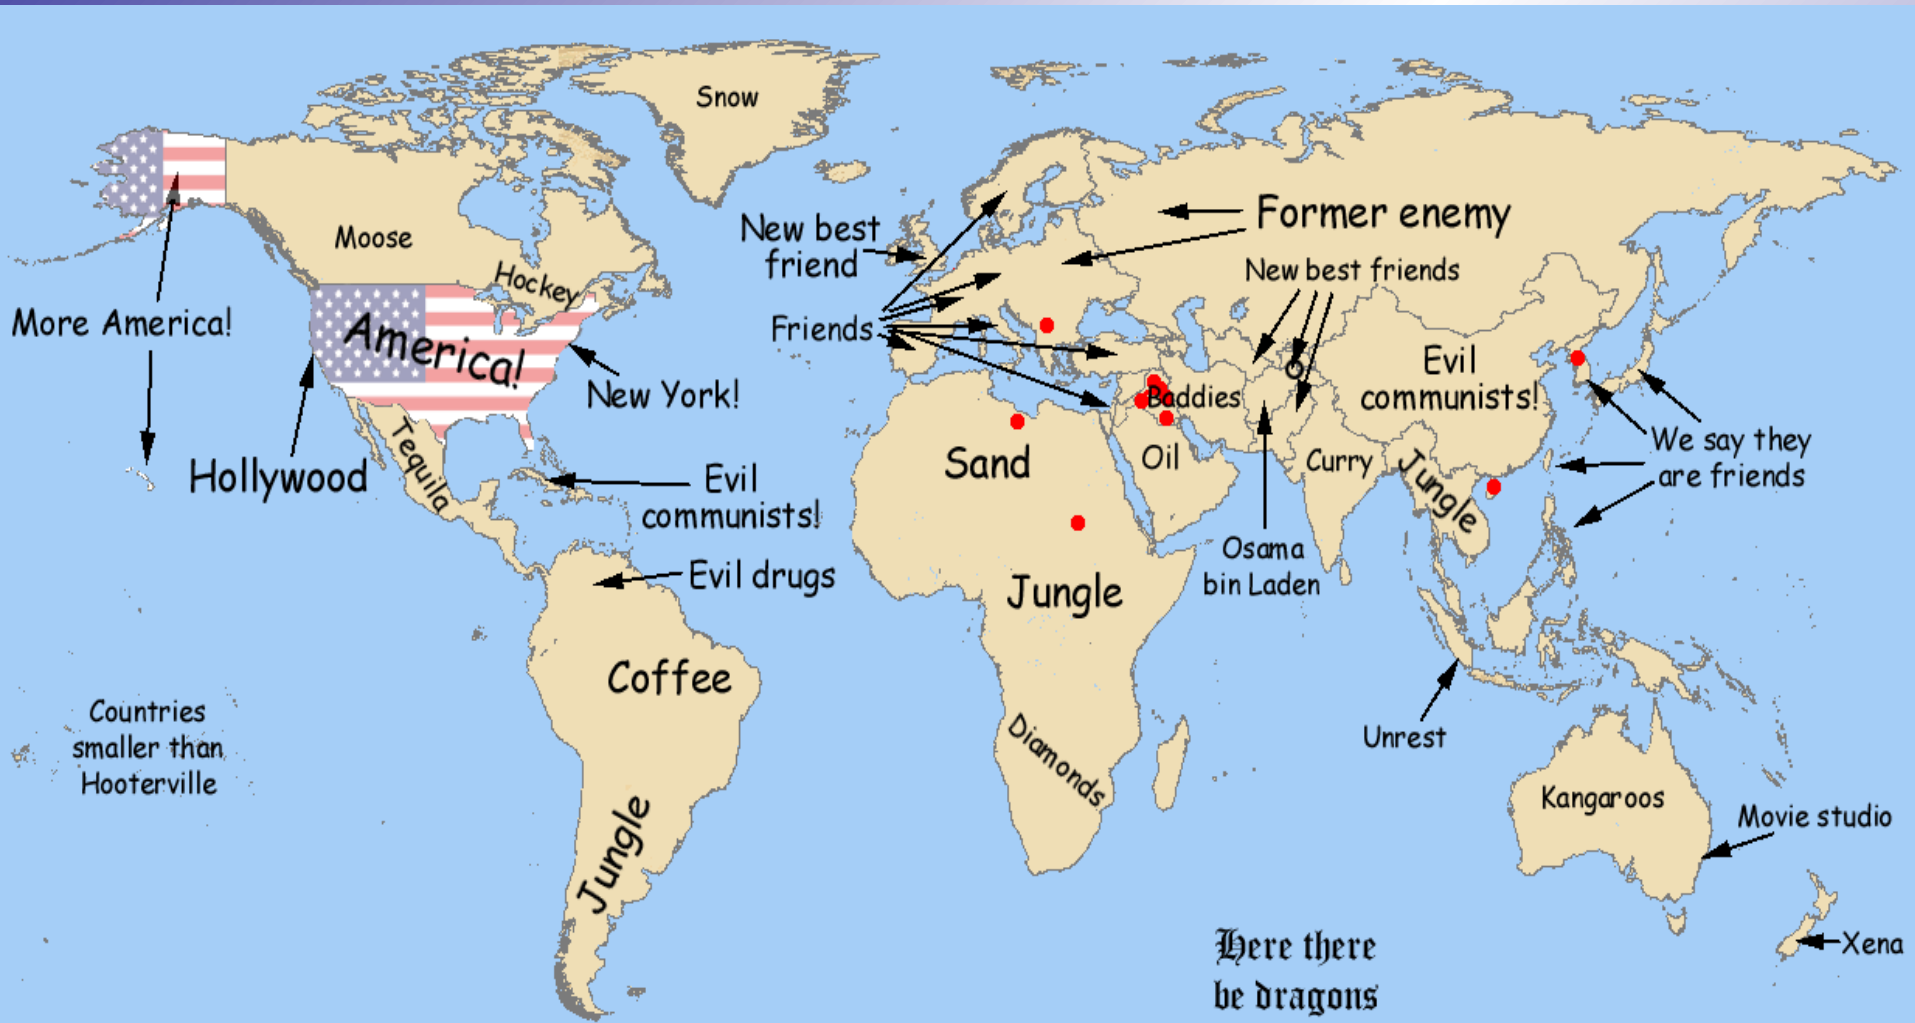 Snow
Moose
Hockey
More America!
America!
New York!
Hollywood
Tequila
Evil
communists!
Evil drugs
Coffee
Jungle
Countries
smaller than
Hooterville
New best
friend
Friends
Former enemy
New best friends
Baddies
Sand
Oil
Jungle
Diamonds
Osama
bin Laden
Curry
Evil
communists!
Jungle
We say they
are friends
Unrest
Kangaroos
Movie studio
Xena
Here there
be dragons